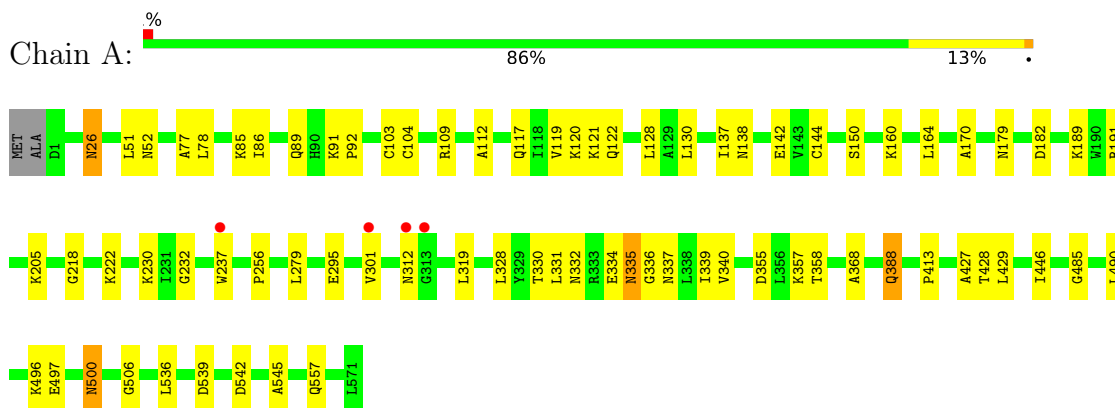 .%
Chain A:
86% 13% •
MET ALA D1 N26 L51 N52 A77 L78 K85 I86 Q89 H90 K91 P92 C103 C104 R109 A112 Q117 I118 V119 K120 K121 Q122 L128 A129 L130 I137 N138 E142 V143 C144 S150 K160 L164 A170 N179 D182 K189 W190
K205 G218 K222 K230 I231 G232 W237 P256 L279 E295 V301 N312 G313 L319 L328 Y329 T330 L331 N332 R333 E334 N335 G336 N337 L338 I339 V340 D355 L356 K357 T358 A368 Q388 P413 A427 T428 L429 I446 G485
K496 E497 N500 G506 L536 D539 D542 A545 Q557 L571